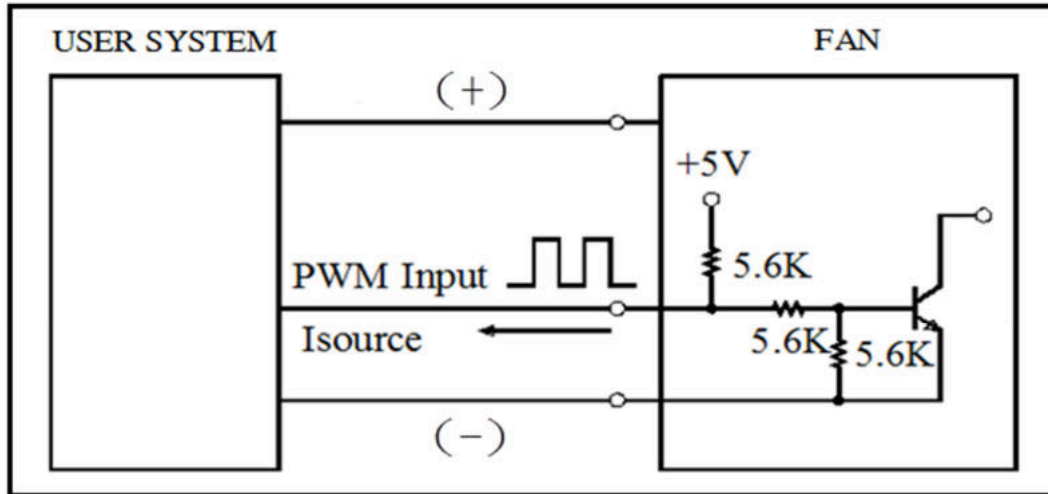 USER SYSTEM
FAN
(+)
+5V
5.6K
PWM Input
Isource
5.6K
5.6K
(-)